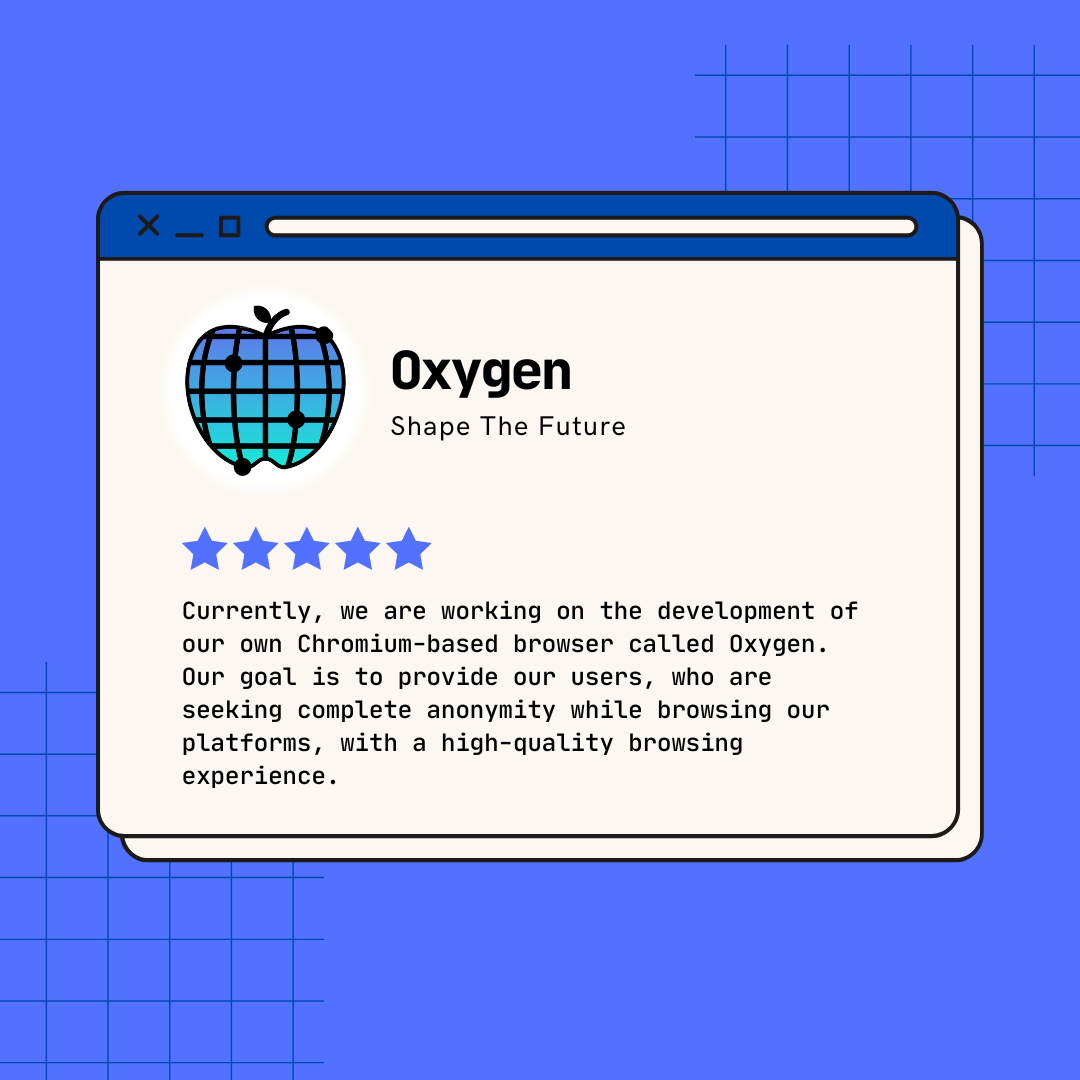 Oxygen
Shape The Future
Currently, we are working on the development of
our own Chromium-based browser called Oxygen.
Our goal is to provide our users, who are
seeking complete anonymity while browsing our
platforms, with a high-quality browsing
experience.